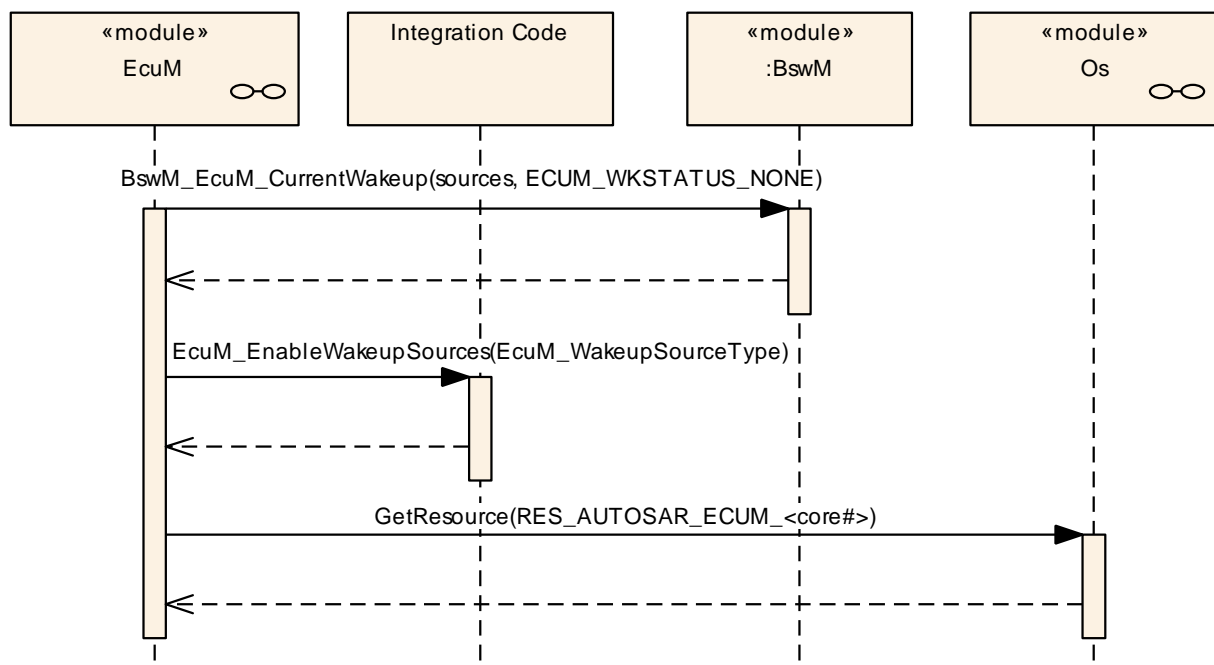 «module»
EcuM
Integration Code
«module»
:BswM
«module»
Os
BswM_EcuM_CurrentWakeup(sources, ECUM_WKSTATUS_NONE)
EcuM_EnableWakeupSources(EcuM_WakeupSourceType)
GetResource(RES_AUTOSAR_ECUM_<core#>)